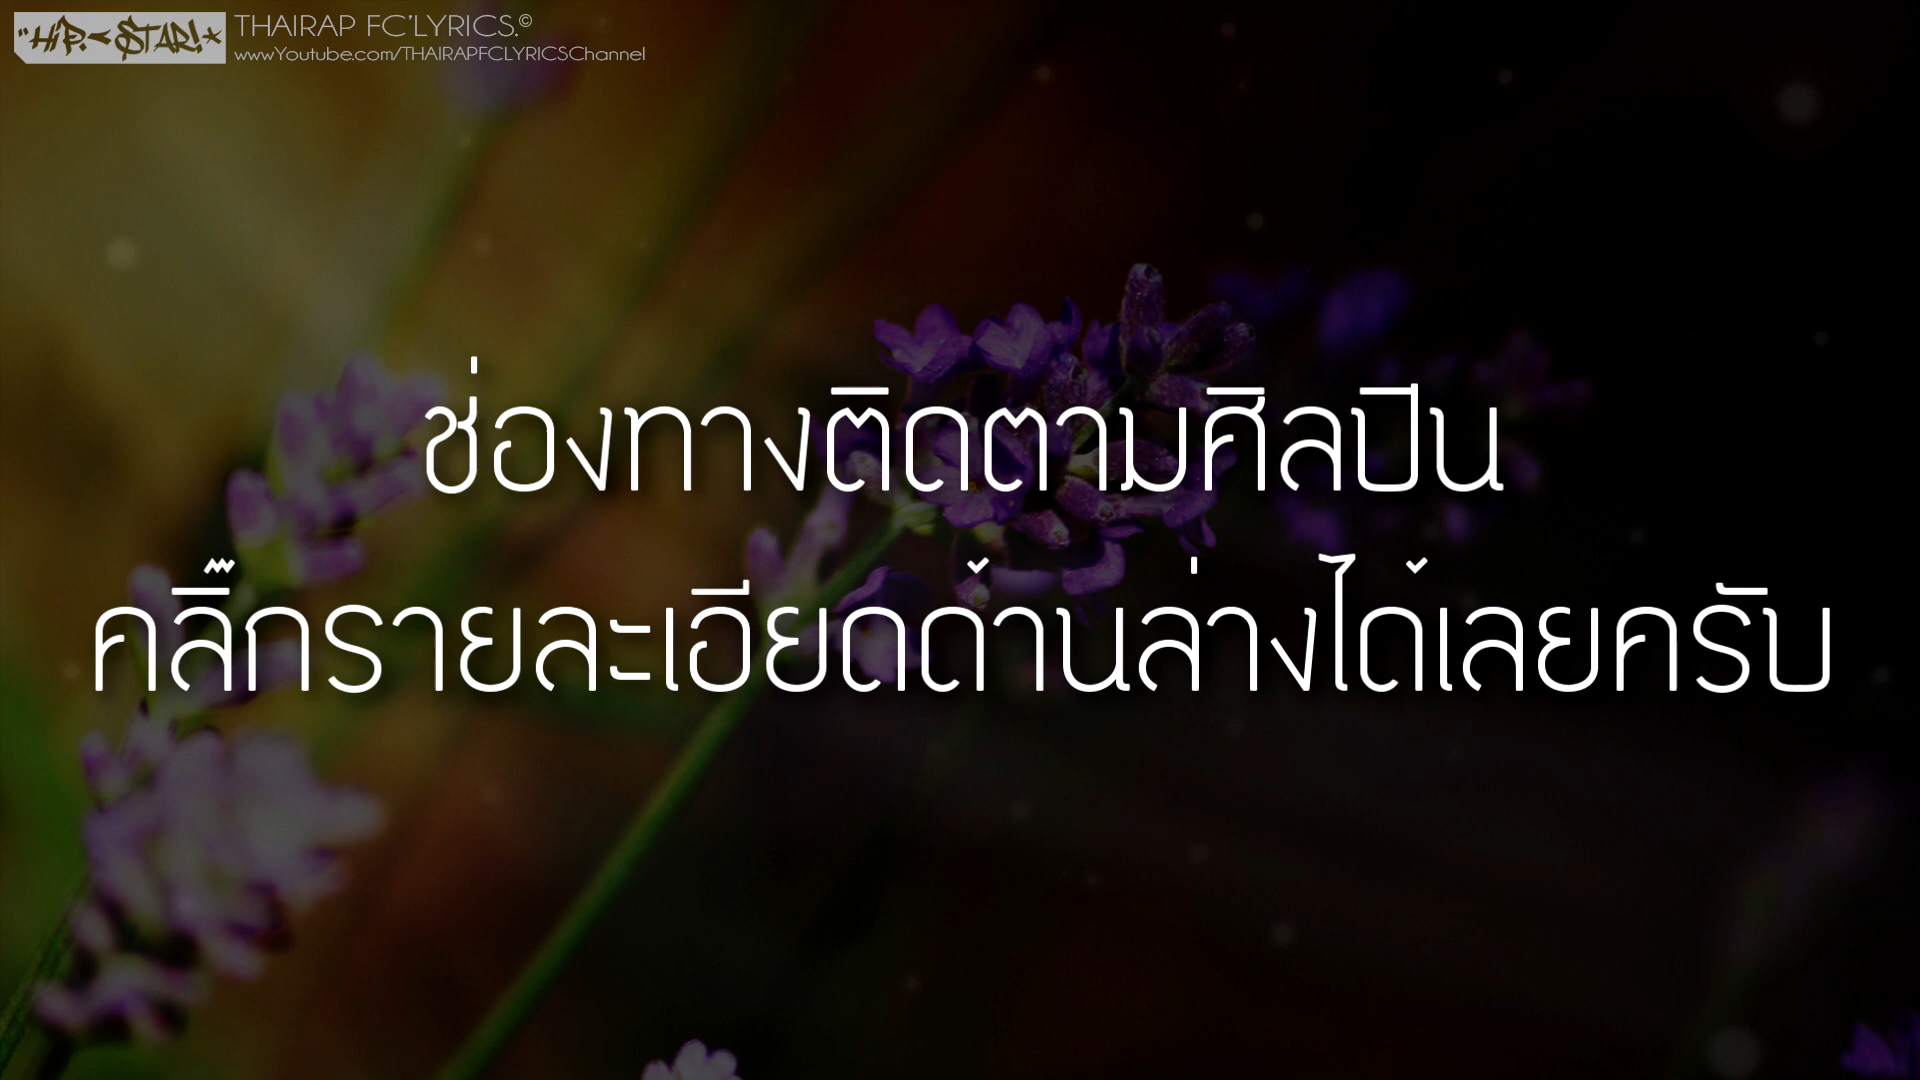 "HIP-STAR!"
THAIRAP FC'LYRICS.©
wwwYoutube.com/THAIRAPFCLYRICSChannel
ช่องทางติดตามศิลปิน
คลิ๊กรายละเอียดด้านล่างได้เลยครับ